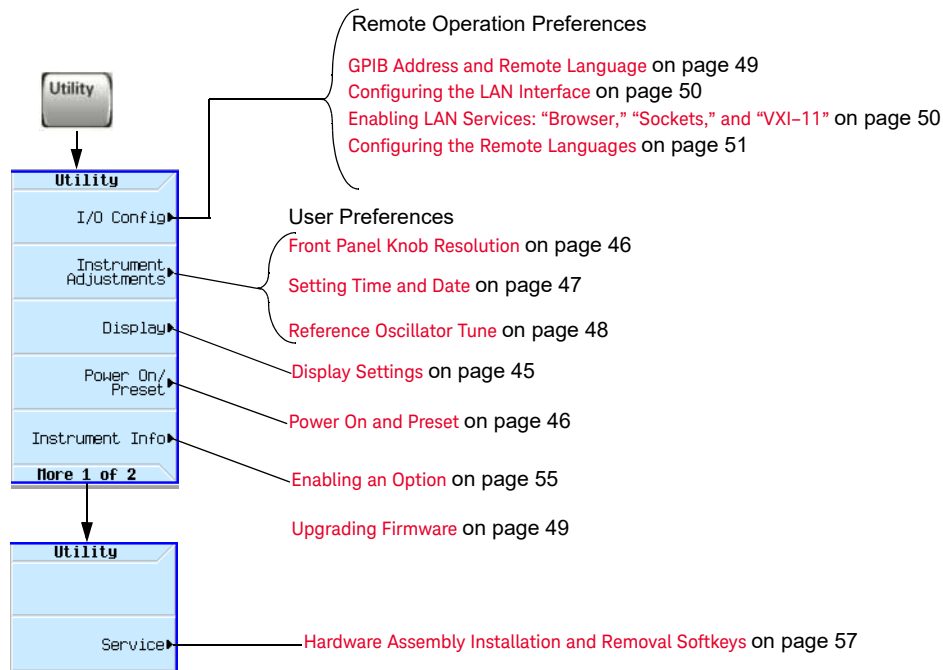 Remote Operation Preferences
GPIB Address and Remote Language on page 49
Configuring the LAN Interface on page 50
Enabling LAN Services: “Browser,” “Sockets,” and “VXI–11” on page 50
Configuring the Remote Languages on page 51
Utility
Utility
I/O Config
Instrument
Adjustments
Display
Power On/
Preset
Instrument Info
More 1 of 2
User Preferences
Front Panel Knob Resolution on page 46
Setting Time and Date on page 47
Reference Oscillator Tune on page 48
Display Settings on page 45
Power On and Preset on page 46
Enabling an Option on page 55
Upgrading Firmware on page 49
Utility
Service
Hardware Assembly Installation and Removal Softkeys on page 57